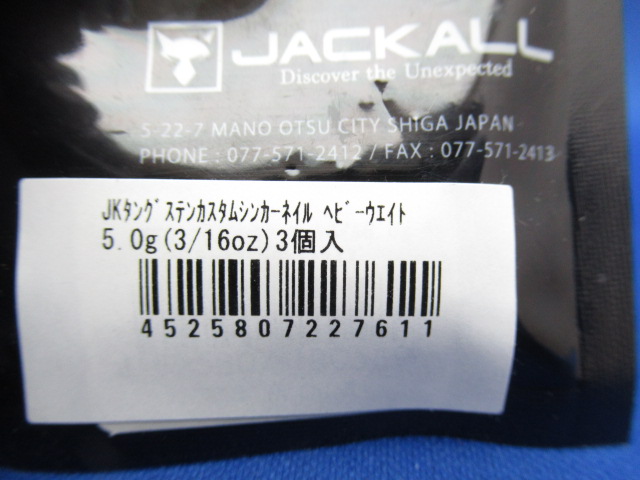 JACKALL
Discover the Unexpected
5-22-7 MANO OTSU CITY SHIGA JAPAN
PHONE : 077-571-2412 / FAX : 077-571-2413
JKﾀﾝｸﾞｽﾃﾝｶｽﾀﾑｼﾝｶｰﾈｲﾙ ﾍﾋﾞｰｳｴｲﾄ
5.0g(3/16oz)3個入
4525807227611